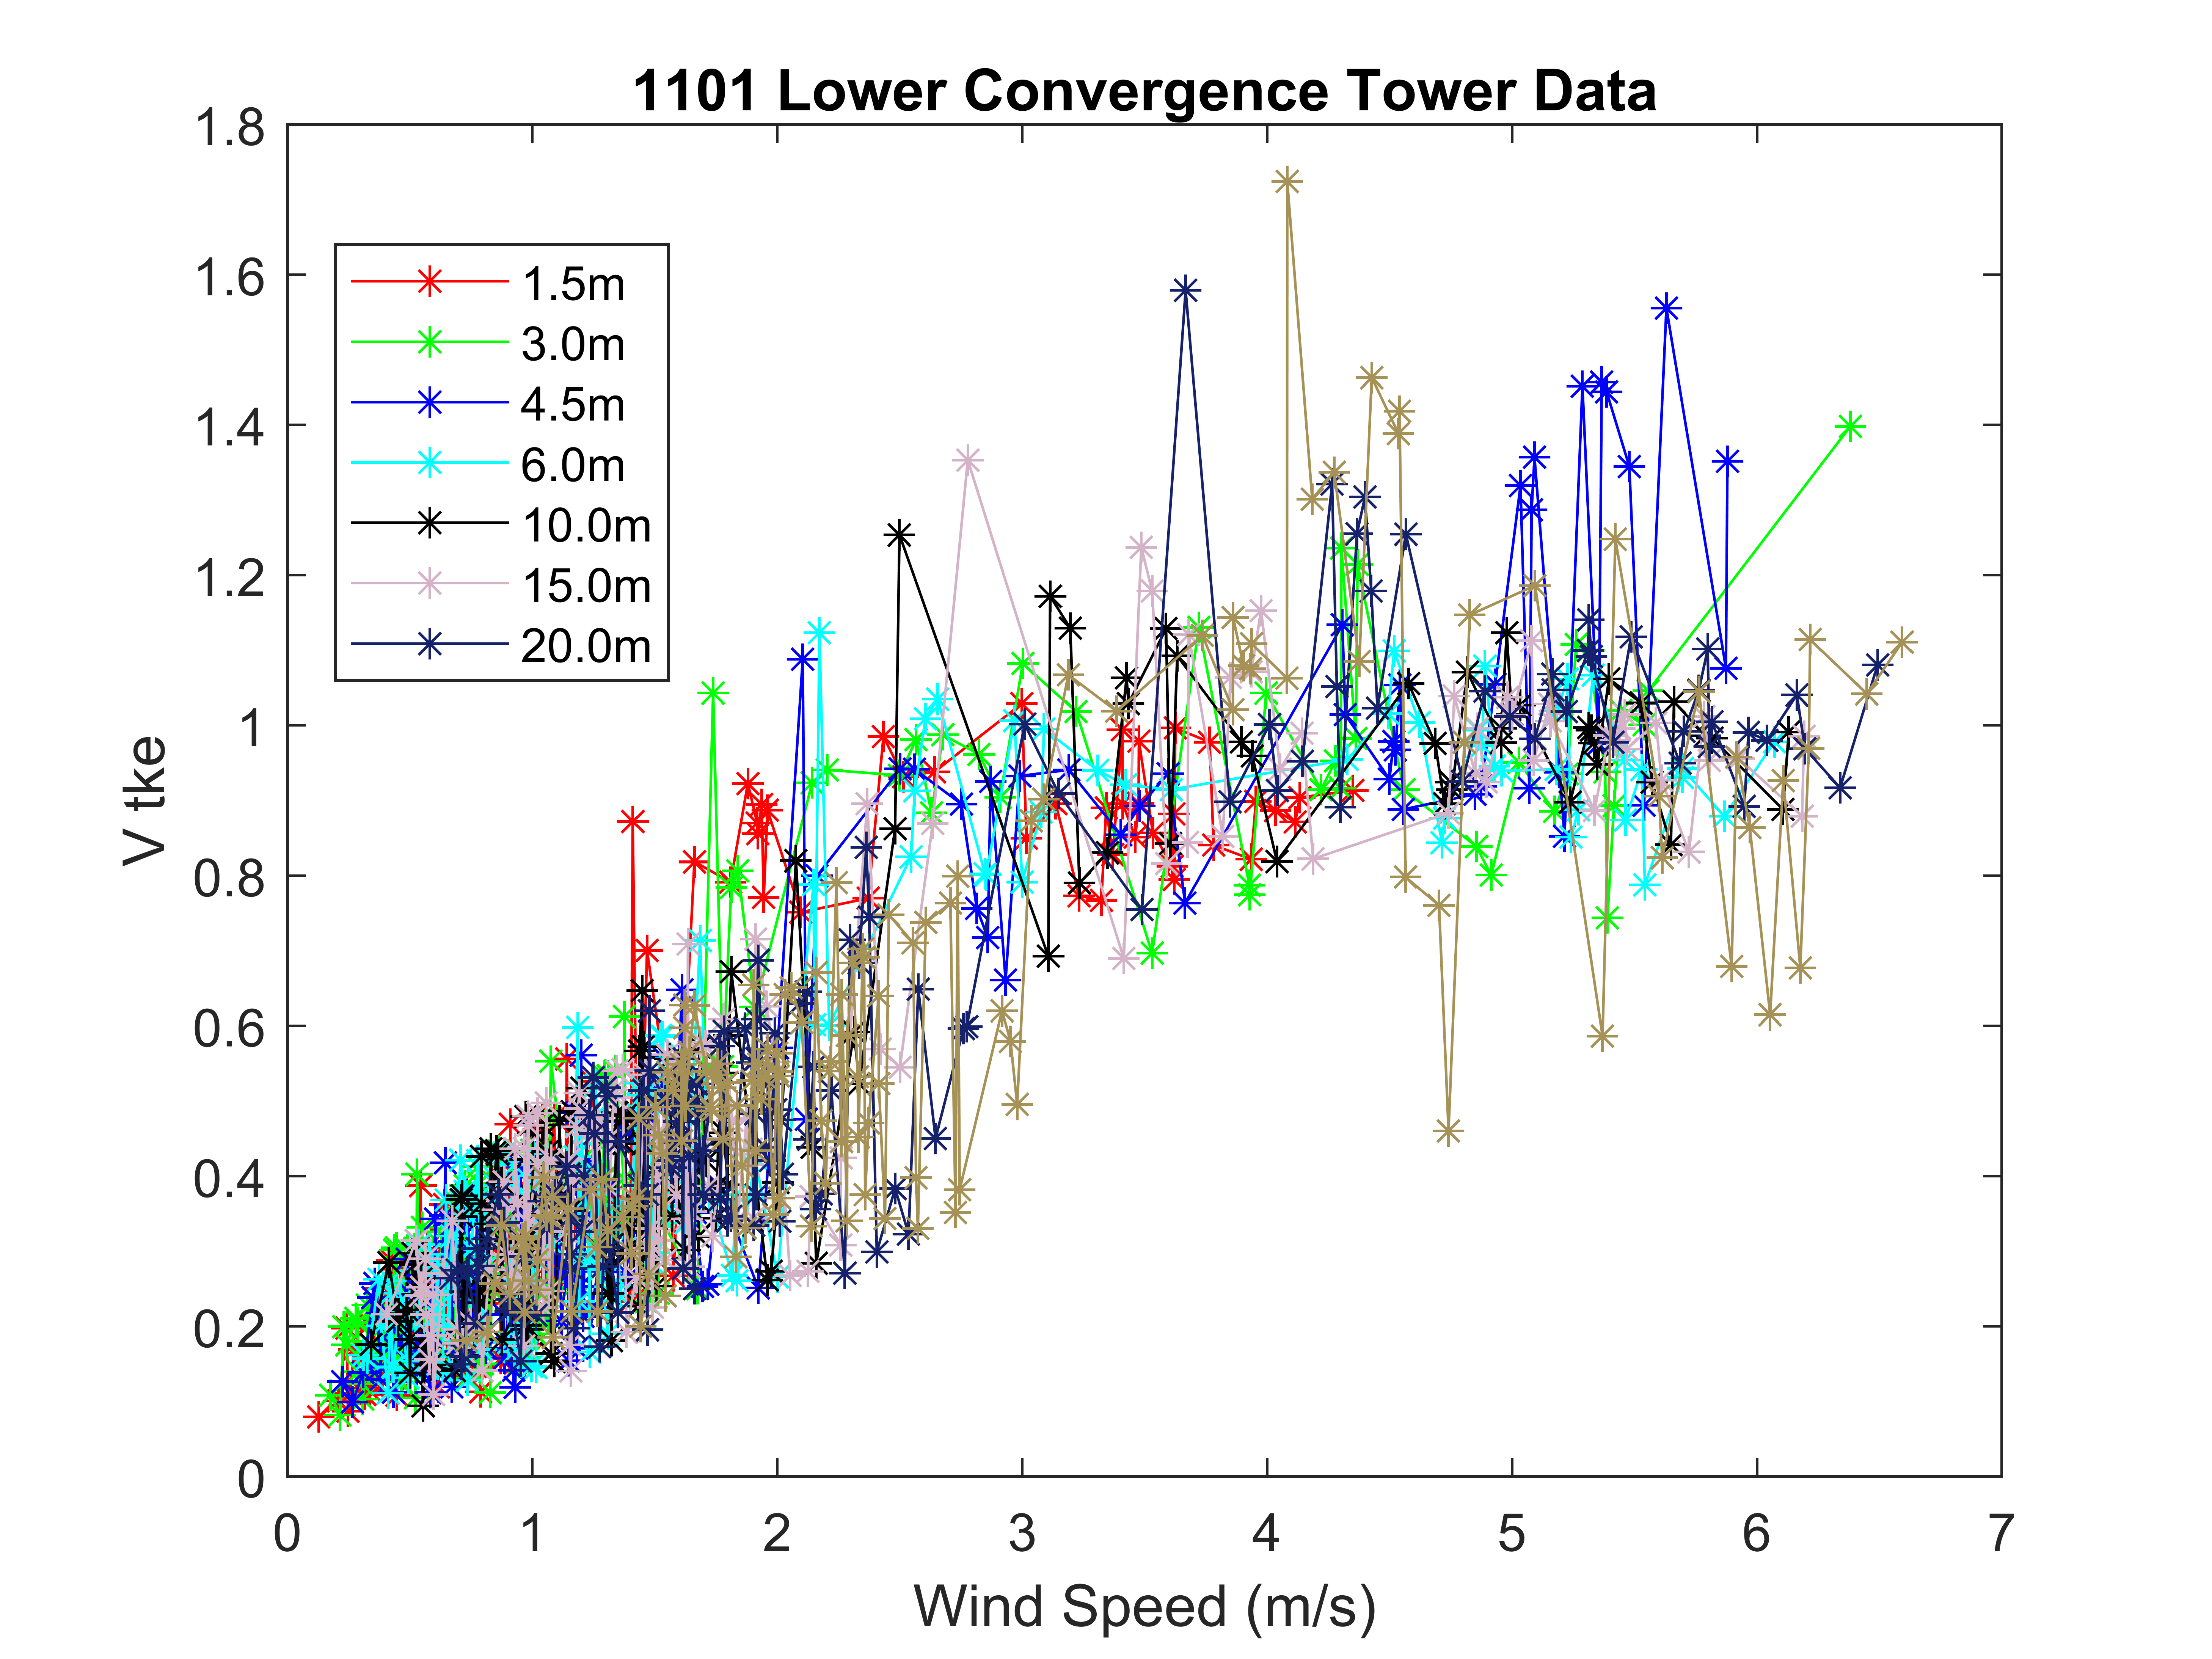 1101 Lower Convergence Tower Data
1.8
1.6
1.4
1.2
1
0.8
0.6
0.4
0.2
0
V tke
1.5m
3.0m
4.5m
6.0m
10.0m
15.0m
20.0m
0 1 2 3 4 5 6 7
Wind Speed (m/s)